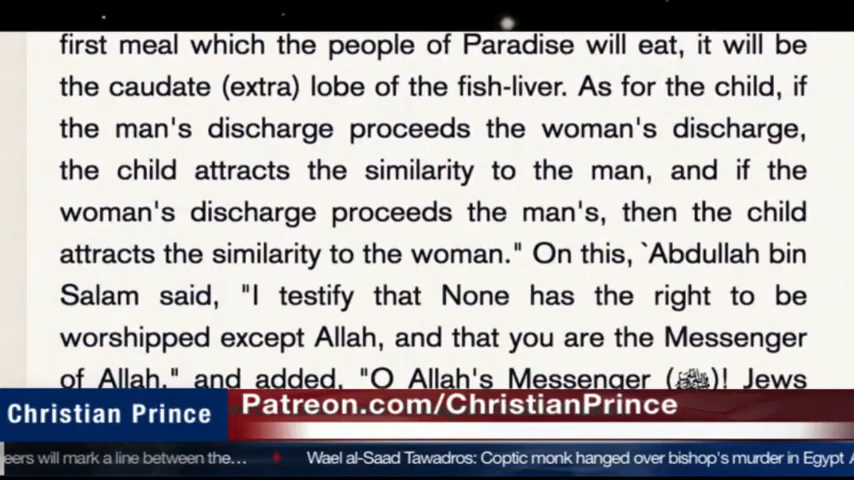 first meal which the people of Paradise will eat, it will be
the caudate (extra) lobe of the fish-liver. As for the child, if
the man's discharge proceeds the woman's discharge,
the child attracts the similarity to the man, and if the
woman's discharge proceeds the man's, then the child
attracts the similarity to the woman." On this, `Abdullah bin
Salam said, "I testify that None has the right to be
worshipped except Allah, and that you are the Messenger
of Allah." and added, "O Allah's Messenger (ﷺ)! Jews
Christian Prince
Patreon.com/ChristianPrince
eers will mark a line between the...
Wael al-Saad Tawadros: Coptic monk hanged over bishop's murder in Egypt